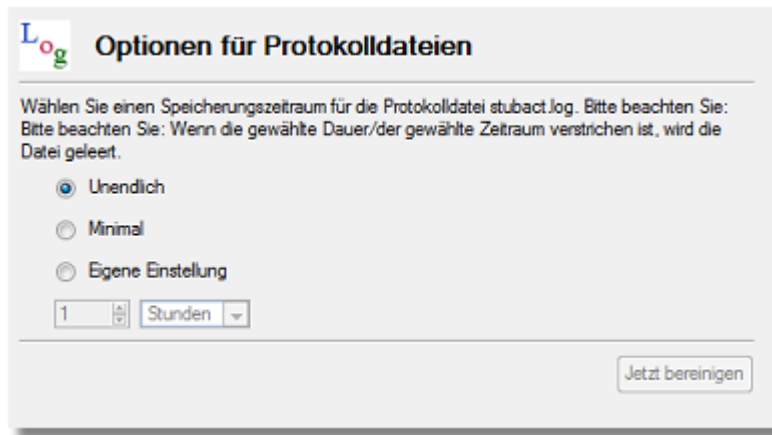 Log
Optionen für Protokolldateien
Wählen Sie einen Speicherungszeitraum für die Protokolldatei stubact.log. Bitte beachten Sie:
Bitte beachten Sie: Wenn die gewählte Dauer/der gewählte Zeitraum verstrichen ist, wird die
Datei geleert.
Unendlich
Minimal
Eigene Einstellung
1 Stunden
Jetzt bereinigen